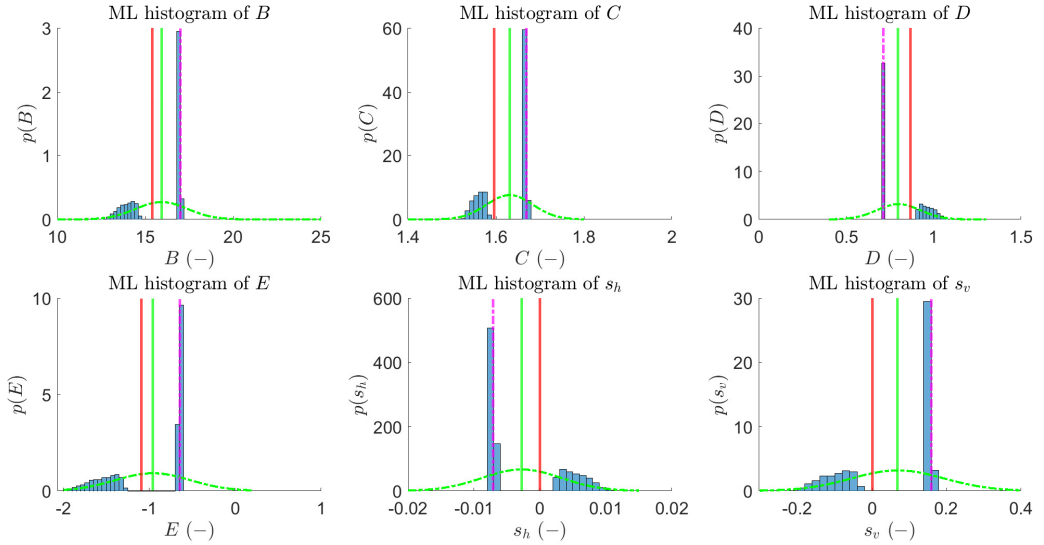 ML histogram of B
ML histogram of C
ML histogram of D
3
2
1
0
p(B)
10
15
20
25
B (−)
60
40
20
0
p(C)
1.4
1.6
1.8
2
C (−)
40
30
20
10
0
p(D)
0
0.5
1
1.5
D (−)
ML histogram of E
ML histogram of s_h
ML histogram of s_v
10
5
0
p(E)
-2
-1
0
1
E (−)
600
400
200
0
p(s_h)
-0.02
-0.01
0
0.01
0.02
s_h (−)
30
20
10
0
p(s_v)
-0.2
0
0.2
0.4
s_v (−)